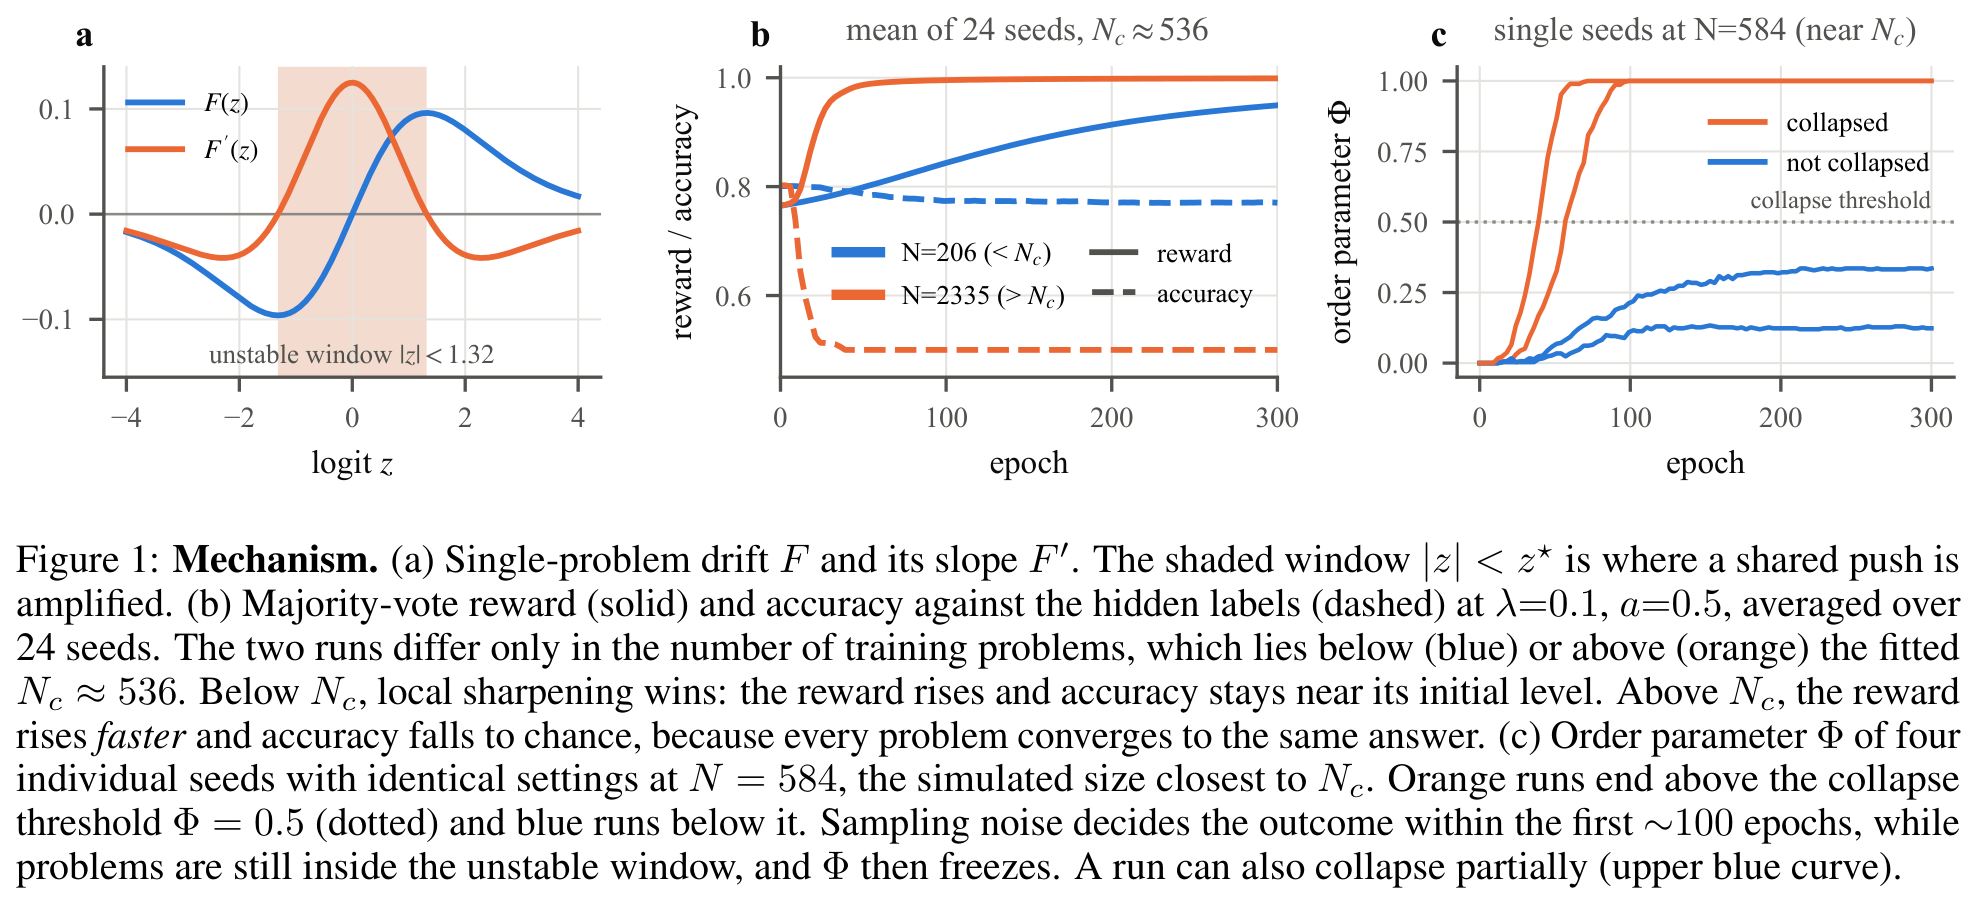 a
0.1
0.0
−0.1
F(z)
F′(z)
unstable window |z| < 1.32
−4
−2
0
2
4
logit z
b
mean of 24 seeds, N_c ≈ 536
reward / accuracy
1.0
0.8
0.6
N=206 (< N_c)
N=2335 (> N_c)
reward
accuracy
0
100
200
300
epoch
c
single seeds at N=584 (near N_c)
order parameter Φ
1.00
0.75
0.50
0.25
0.00
collapsed
not collapsed
collapse threshold
0
100
200
300
epoch
Figure 1: Mechanism. (a) Single-problem drift F and its slope F′. The shaded window |z| < z⋆ is where a shared push is
amplified. (b) Majority-vote reward (solid) and accuracy against the hidden labels (dashed) at λ=0.1, a=0.5, averaged over
24 seeds. The two runs differ only in the number of training problems, which lies below (blue) or above (orange) the fitted
N_c ≈ 536. Below N_c, local sharpening wins: the reward rises and accuracy stays near its initial level. Above N_c, the reward
rises faster and accuracy falls to chance, because every problem converges to the same answer. (c) Order parameter Φ of four
individual seeds with identical settings at N = 584, the simulated size closest to N_c. Orange runs end above the collapse
threshold Φ = 0.5 (dotted) and blue runs below it. Sampling noise decides the outcome within the first ∼100 epochs, while
problems are still inside the unstable window, and Φ then freezes. A run can also collapse partially (upper blue curve).